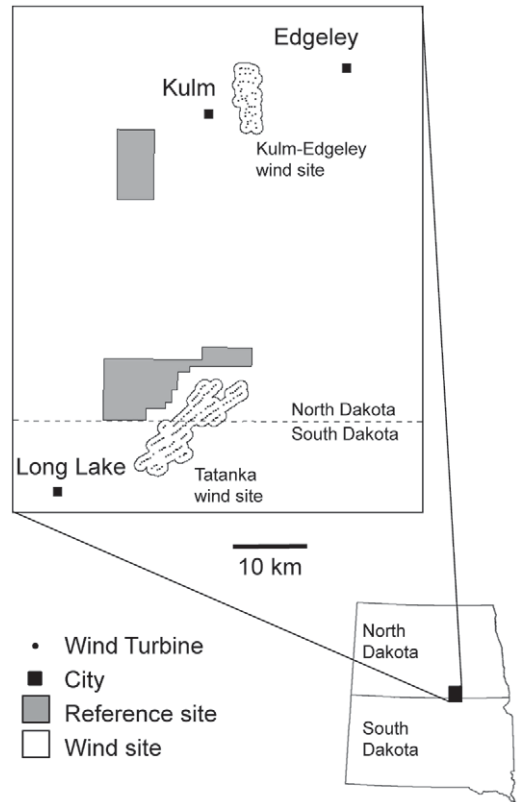 Edgeley
Kulm
Kulm-Edgeley
wind site
North Dakota
South Dakota
Long Lake
Tatanka
wind site
10 km
Wind Turbine
City
Reference site
Wind site
North
Dakota
South
Dakota